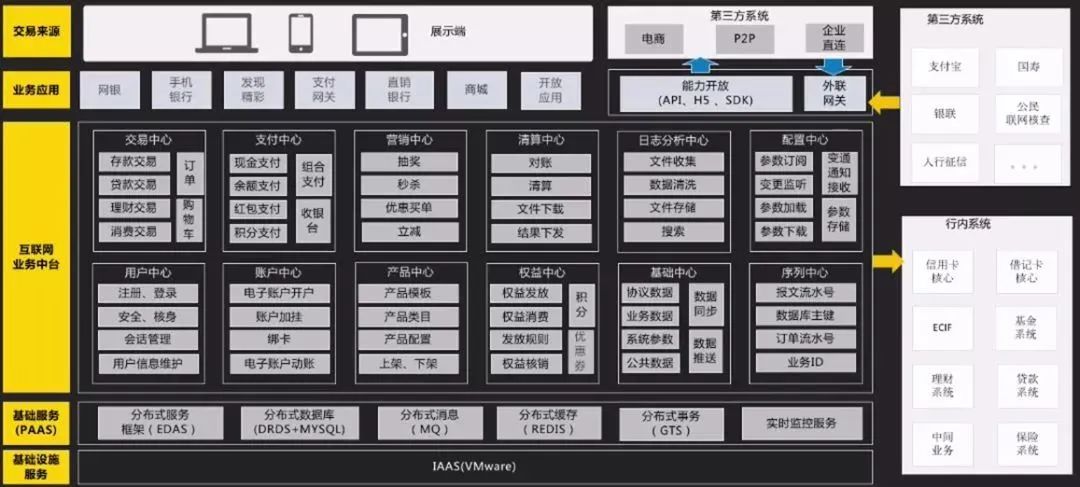 交易来源
展示端
第三方系统
电商
P2P
企业
直连
业务应用
网银
手机
银行
发现
精彩
支付
网关
直销
银行
商城
开放
应用
能力开放
(API、H5 、SDK)
外联
网关
第三方系统
支付宝
国寿
银联
公民
联网核查
人行征信
。。。
互联网
业务中台
交易中心
存款交易
贷款交易
理财交易
消费交易
订
单
购
物
车
支付中心
现金支付
余额支付
红包支付
积分支付
组合
支付
收银
台
营销中心
抽奖
秒杀
优惠买单
立减
清算中心
对账
清算
文件下载
结果下发
日志分析中心
文件收集
数据清洗
文件存储
搜索
配置中心
参数订阅
变更监听
参数加载
参数下载
变通
通知
接收
参数
存储
用户中心
注册、登录
安全、核身
会话管理
用户信息维护
账户中心
电子账户开户
账户加挂
绑卡
电子账户动账
产品中心
产品模板
产品类目
产品配置
上架、下架
权益中心
权益发放
权益消费
发放规则
权益核销
积
分
优
惠
券
基础中心
协议数据
业务数据
系统参数
公共数据
数据
同步
数据
推送
序列中心
报文流水号
数据库主键
订单流水号
业务ID
行内系统
信用卡
核心
借记卡
核心
ECIF
基金
系统
理财
系统
贷款
系统
中间
业务
保险
系统
基础服务
(PAAS)
分布式服务
框架（EDAS）
分布式数据库
(DRDS+MYSQL)
分布式消息
（MQ）
分布式缓存
（REDIS）
分布式事务
（GTS）
实时监控服务
基础设施
服务
IAAS(VMware)